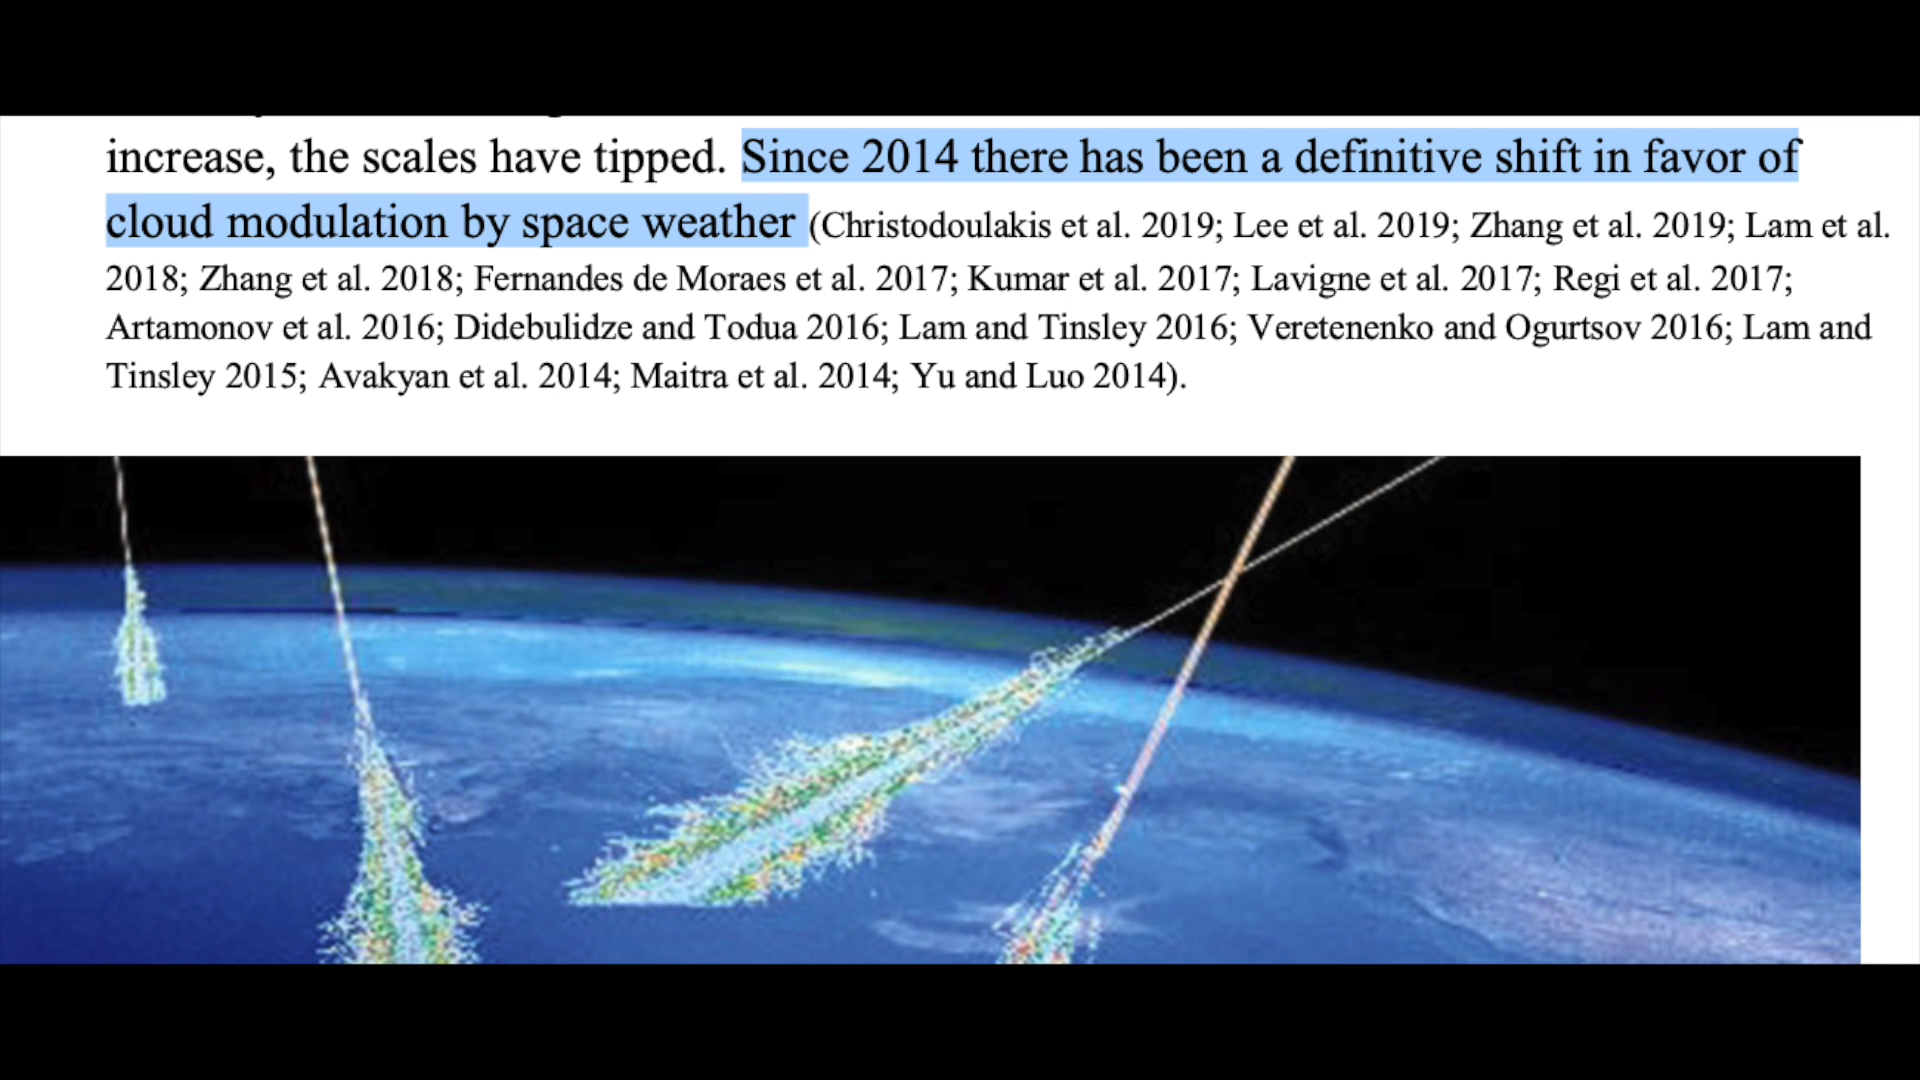 increase, the scales have tipped. Since 2014 there has been a definitive shift in favor of
cloud modulation by space weather (Christodoulakis et al. 2019; Lee et al. 2019; Zhang et al. 2019; Lam et al.
2018; Zhang et al. 2018; Fernandes de Moraes et al. 2017; Kumar et al. 2017; Lavigne et al. 2017; Regi et al. 2017;
Artamonov et al. 2016; Didebulidze and Todua 2016; Lam and Tinsley 2016; Veretenenko and Ogurtsov 2016; Lam and
Tinsley 2015; Avakyan et al. 2014; Maitra et al. 2014; Yu and Luo 2014).